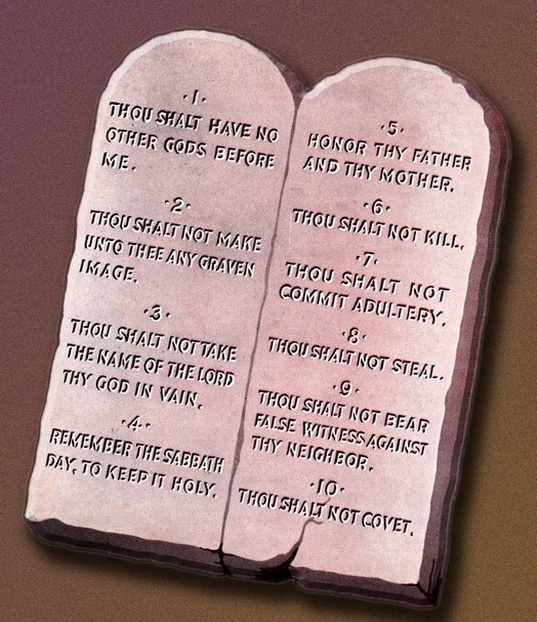 ·1·
THOU SHALT HAVE NO
OTHER GODS BEFORE
ME.
·2·
THOU SHALT NOT MAKE
UNTO THEE ANY GRAVEN
IMAGE.
·3·
THOU SHALT NOT TAKE
THE NAME OF THE LORD
THY GOD IN VAIN.
·4·
REMEMBER THE SABBATH
DAY, TO KEEP IT HOLY.
·5·
HONOR THY FATHER
AND THY MOTHER.
·6·
THOU SHALT NOT KILL.
·7·
THOU SHALT NOT
COMMIT ADULTERY.
·8·
THOU SHALT NOT STEAL.
·9·
THOU SHALT NOT BEAR
FALSE WITNESS AGAINST
THY NEIGHBOR.
·10·
THOU SHALT NOT COVET.